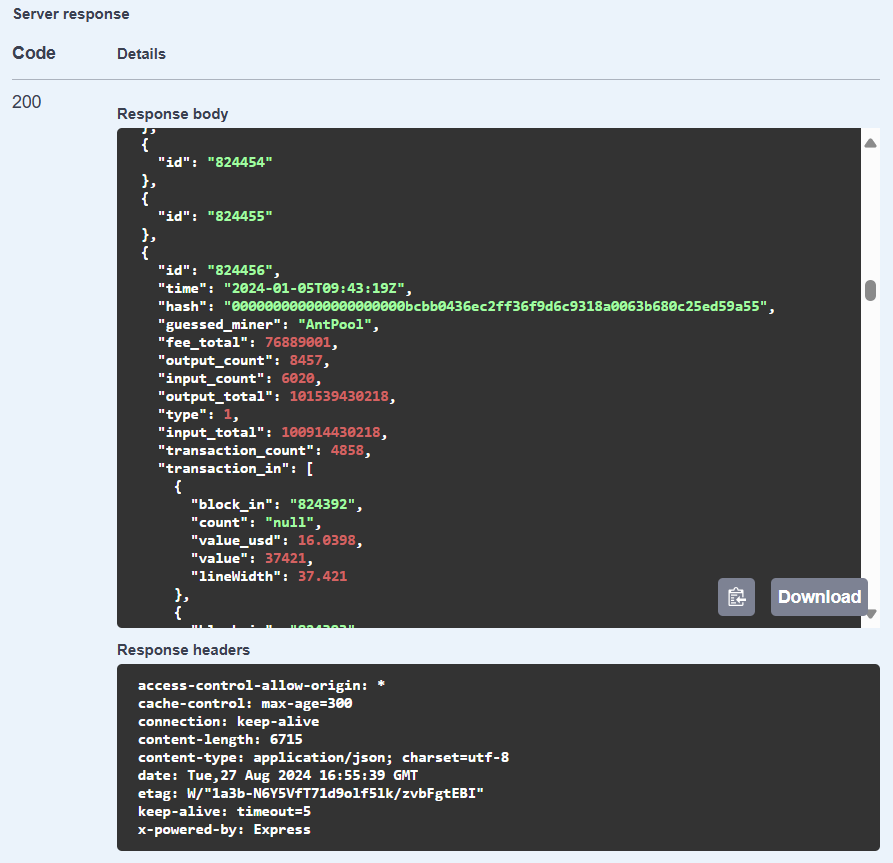 Server response
Code Details
200
Response body
},
{
"id": "824454"
},
{
"id": "824455"
},
{
"id": "824456",
"time": "2024-01-05T09:43:19Z",
"hash": "000000000000000000000bcbb0436ec2ff36f9d6c9318a0063b680c25ed59a55",
"guessed_miner": "AntPool",
"fee_total": 76889001,
"output_count": 8457,
"input_count": 6020,
"output_total": 101539430218,
"type": 1,
"input_total": 100914430218,
"transaction_count": 4858,
"transaction_in": [
{
"block_in": "824392",
"count": "null",
"value_usd": 16.0398,
"value": 37421,
"lineWidth": 37.421
},
{
"block_in": "824393",
Download
Response headers
access-control-allow-origin: *
cache-control: max-age=300
connection: keep-alive
content-length: 6715
content-type: application/json; charset=utf-8
date: Tue,27 Aug 2024 16:55:39 GMT
etag: W/"1a3b-N6Y5VfT71d9olf5lk/zvbFgtEBI"
keep-alive: timeout=5
x-powered-by: Express